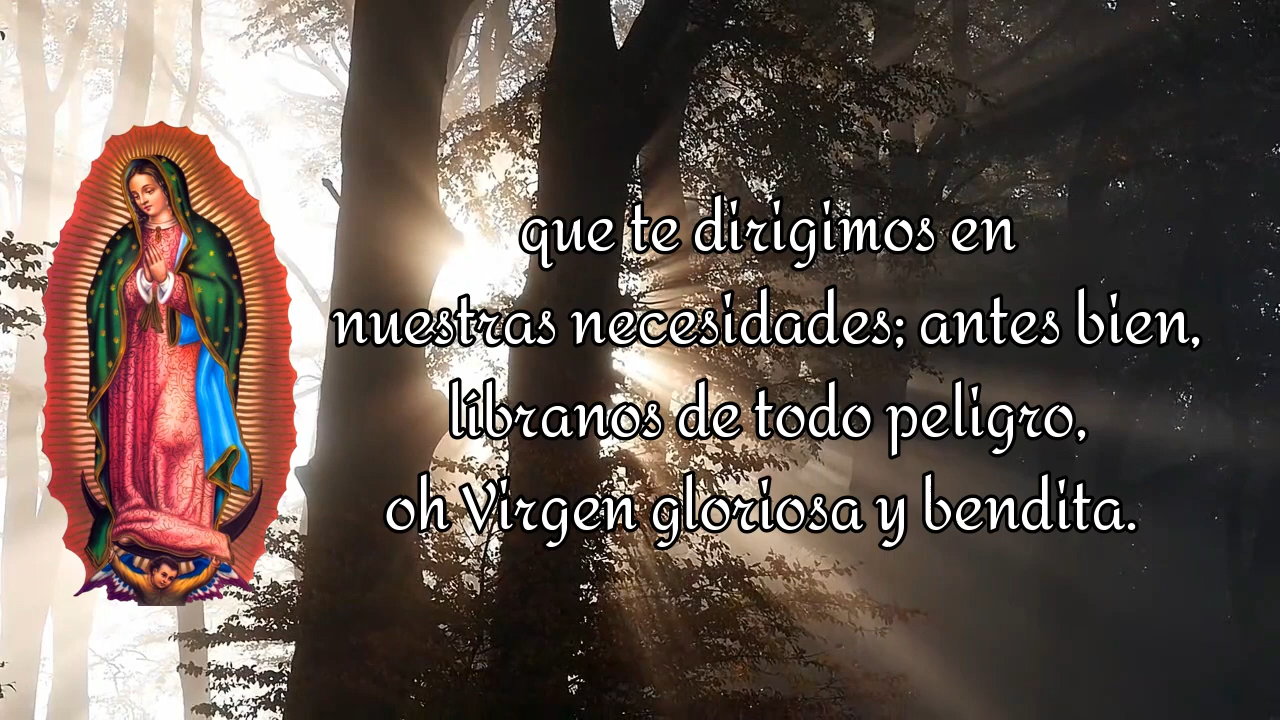 que te dirigimos en
nuestras necesidades; antes bien,
líbranos de todo peligro,
oh Virgen gloriosa y bendita.